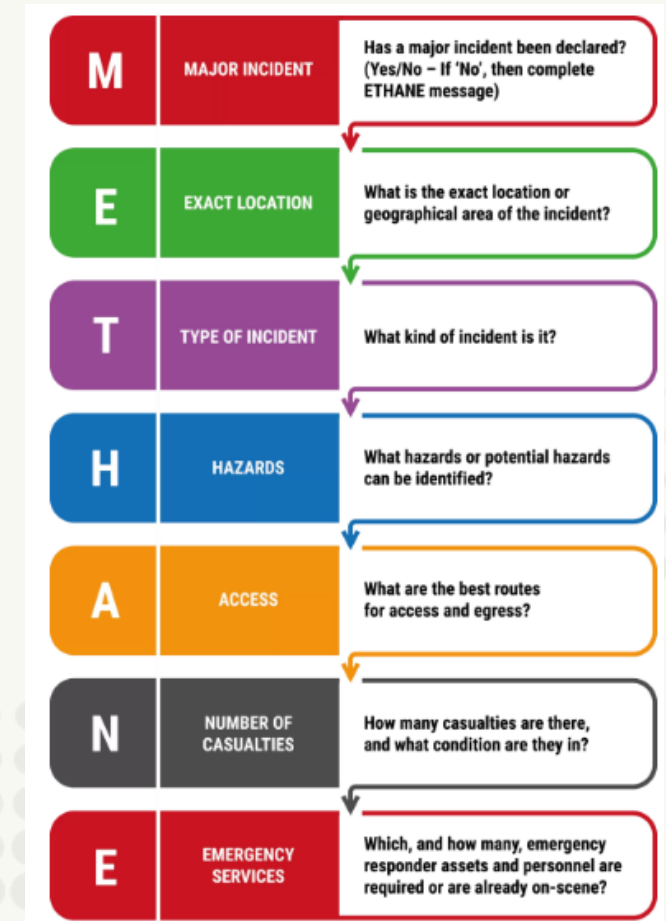 M
MAJOR INCIDENT
Has a major incident been declared?
(Yes/No – If ‘No’, then complete
ETHANE message)
E
EXACT LOCATION
What is the exact location or
geographical area of the incident?
T
TYPE OF INCIDENT
What kind of incident is it?
H
HAZARDS
What hazards or potential hazards
can be identified?
A
ACCESS
What are the best routes
for access and egress?
N
NUMBER OF
CASUALTIES
How many casualties are there,
and what condition are they in?
E
EMERGENCY
SERVICES
Which, and how many, emergency
responder assets and personnel are
required or are already on-scene?